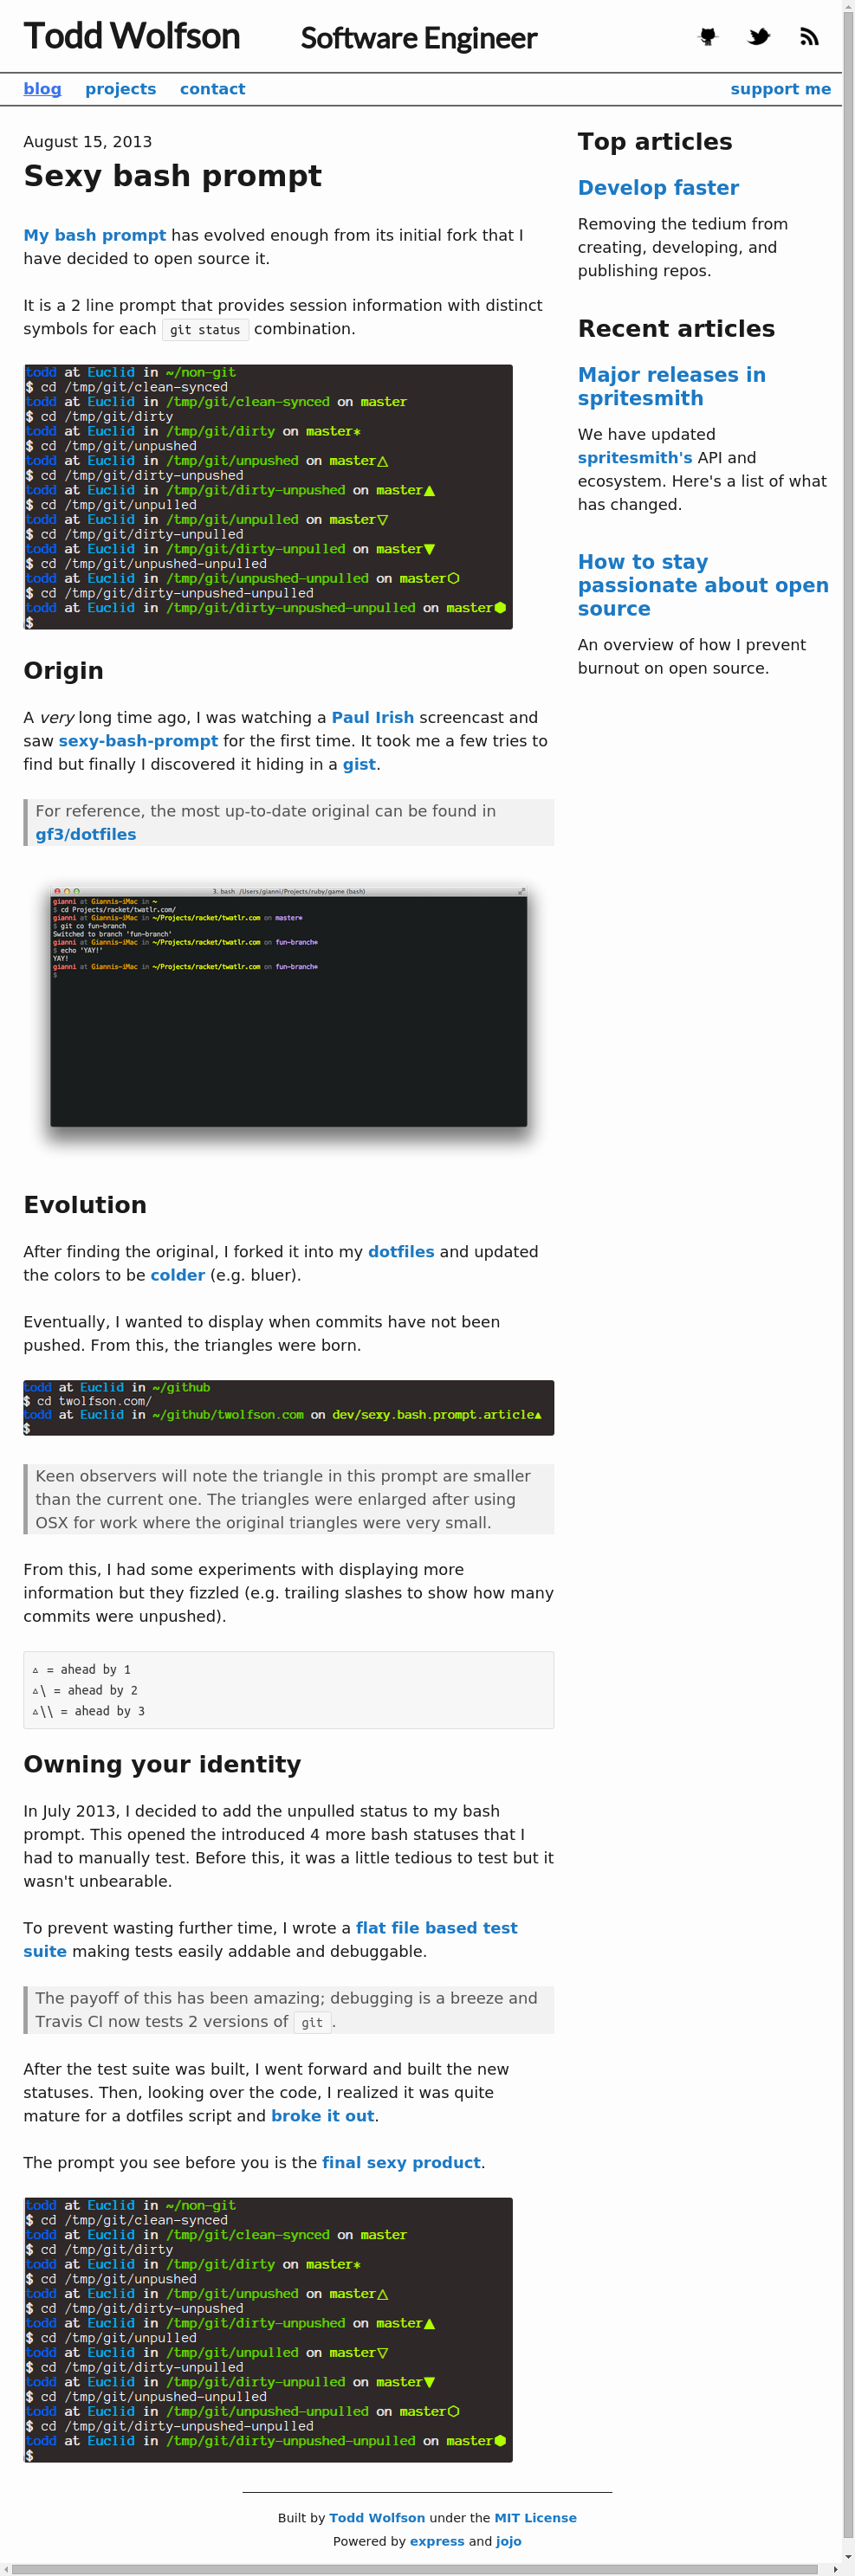 Todd Wolfson
Software Engineer
blog projects contact support me
August 15, 2013
Sexy bash prompt
My bash prompt has evolved enough from its initial fork that I
have decided to open source it.
It is a 2 line prompt that provides session information with distinct
symbols for each git status combination.
todd at Euclid in ~/non-git
$ cd /tmp/git/clean-synced
todd at Euclid in /tmp/git/clean-synced on master
$ cd /tmp/git/dirty
todd at Euclid in /tmp/git/dirty on master*
$ cd /tmp/git/unpushed
todd at Euclid in /tmp/git/unpushed on master△
$ cd /tmp/git/dirty-unpushed
todd at Euclid in /tmp/git/dirty-unpushed on master▲
$ cd /tmp/git/unpulled
todd at Euclid in /tmp/git/unpulled on master▽
$ cd /tmp/git/dirty-unpulled
todd at Euclid in /tmp/git/dirty-unpulled on master▼
$ cd /tmp/git/unpushed-unpulled
todd at Euclid in /tmp/git/unpushed-unpulled on master⬡
$ cd /tmp/git/dirty-unpushed-unpulled
todd at Euclid in /tmp/git/dirty-unpushed-unpulled on master⬢
$
Origin
A very long time ago, I was watching a Paul Irish screencast and
saw sexy-bash-prompt for the first time. It took me a few tries to
find but finally I discovered it hiding in a gist.
For reference, the most up-to-date original can be found in
gf3/dotfiles
3. bash /Users/gianni/Projects/ruby/game (bash)
gianni at Giannis-iMac in ~
$ cd Projects/racket/twatlr.com/
gianni at Giannis-iMac in ~/Projects/racket/twatlr.com on master*
$ git co fun-branch
Switched to branch 'fun-branch'
gianni at Giannis-iMac in ~/Projects/racket/twatlr.com on fun-branch*
$ echo 'YAY!'
YAY!
gianni at Giannis-iMac in ~/Projects/racket/twatlr.com on fun-branch*
$
Evolution
After finding the original, I forked it into my dotfiles and updated
the colors to be colder (e.g. bluer).
Eventually, I wanted to display when commits have not been
pushed. From this, the triangles were born.
todd at Euclid in ~/github
$ cd twolfson.com/
todd at Euclid in ~/github/twolfson.com on dev/sexy.bash.prompt.article▲
$
Keen observers will note the triangle in this prompt are smaller
than the current one. The triangles were enlarged after using
OSX for work where the original triangles were very small.
From this, I had some experiments with displaying more
information but they fizzled (e.g. trailing slashes to show how many
commits were unpushed).
▵ = ahead by 1
▵\ = ahead by 2
▵\\ = ahead by 3
Owning your identity
In July 2013, I decided to add the unpulled status to my bash
prompt. This opened the introduced 4 more bash statuses that I
had to manually test. Before this, it was a little tedious to test but it
wasn't unbearable.
To prevent wasting further time, I wrote a flat file based test
suite making tests easily addable and debuggable.
The payoff of this has been amazing; debugging is a breeze and
Travis CI now tests 2 versions of git.
After the test suite was built, I went forward and built the new
statuses. Then, looking over the code, I realized it was quite
mature for a dotfiles script and broke it out.
The prompt you see before you is the final sexy product.
todd at Euclid in ~/non-git
$ cd /tmp/git/clean-synced
todd at Euclid in /tmp/git/clean-synced on master
$ cd /tmp/git/dirty
todd at Euclid in /tmp/git/dirty on master*
$ cd /tmp/git/unpushed
todd at Euclid in /tmp/git/unpushed on master△
$ cd /tmp/git/dirty-unpushed
todd at Euclid in /tmp/git/dirty-unpushed on master▲
$ cd /tmp/git/unpulled
todd at Euclid in /tmp/git/unpulled on master▽
$ cd /tmp/git/dirty-unpulled
todd at Euclid in /tmp/git/dirty-unpulled on master▼
$ cd /tmp/git/unpushed-unpulled
todd at Euclid in /tmp/git/unpushed-unpulled on master⬡
$ cd /tmp/git/dirty-unpushed-unpulled
todd at Euclid in /tmp/git/dirty-unpushed-unpulled on master⬢
$
Top articles
Develop faster
Removing the tedium from
creating, developing, and
publishing repos.
Recent articles
Major releases in
spritesmith
We have updated
spritesmith's API and
ecosystem. Here's a list of what
has changed.
How to stay
passionate about open
source
An overview of how I prevent
burnout on open source.
Built by Todd Wolfson under the MIT License
Powered by express and jojo